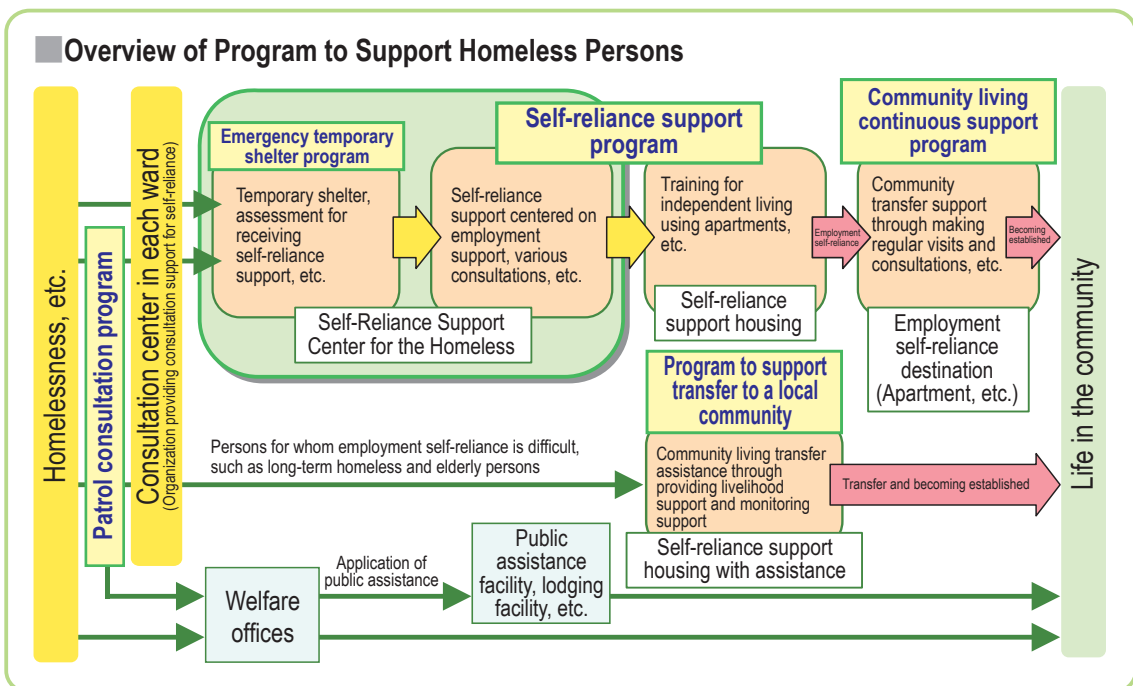 Overview of Program to Support Homeless Persons
Homelessness, etc.
Patrol consultation program
Consultation center in each ward
(Organization providing consultation support for self-reliance)
Emergency temporary
shelter program
Temporary shelter,
assessment for
receiving
self-reliance
support, etc.
Self-reliance support
program
Self-reliance
support centered on
employment
support, various
consultations, etc.
Self-Reliance Support
Center for the Homeless
Training for
independent living
using apartments,
etc.
Self-reliance
support housing
Employment
self-reliance
Community living
continuous support
program
Community
transfer support
through making
regular visits and
consultations, etc.
Becoming
established
Employment
self-reliance
destination
(Apartment, etc.)
Life in the community
Persons for whom employment self-reliance is difficult,
such as long-term homeless and elderly persons
Program to support
transfer to a local
community
Community living transfer
assistance through
providing livelihood
support and monitoring
support
Self-reliance support
housing with assistance
Transfer and becoming established
Welfare
offices
Application of
public assistance
Public
assistance
facility, lodging
facility, etc.